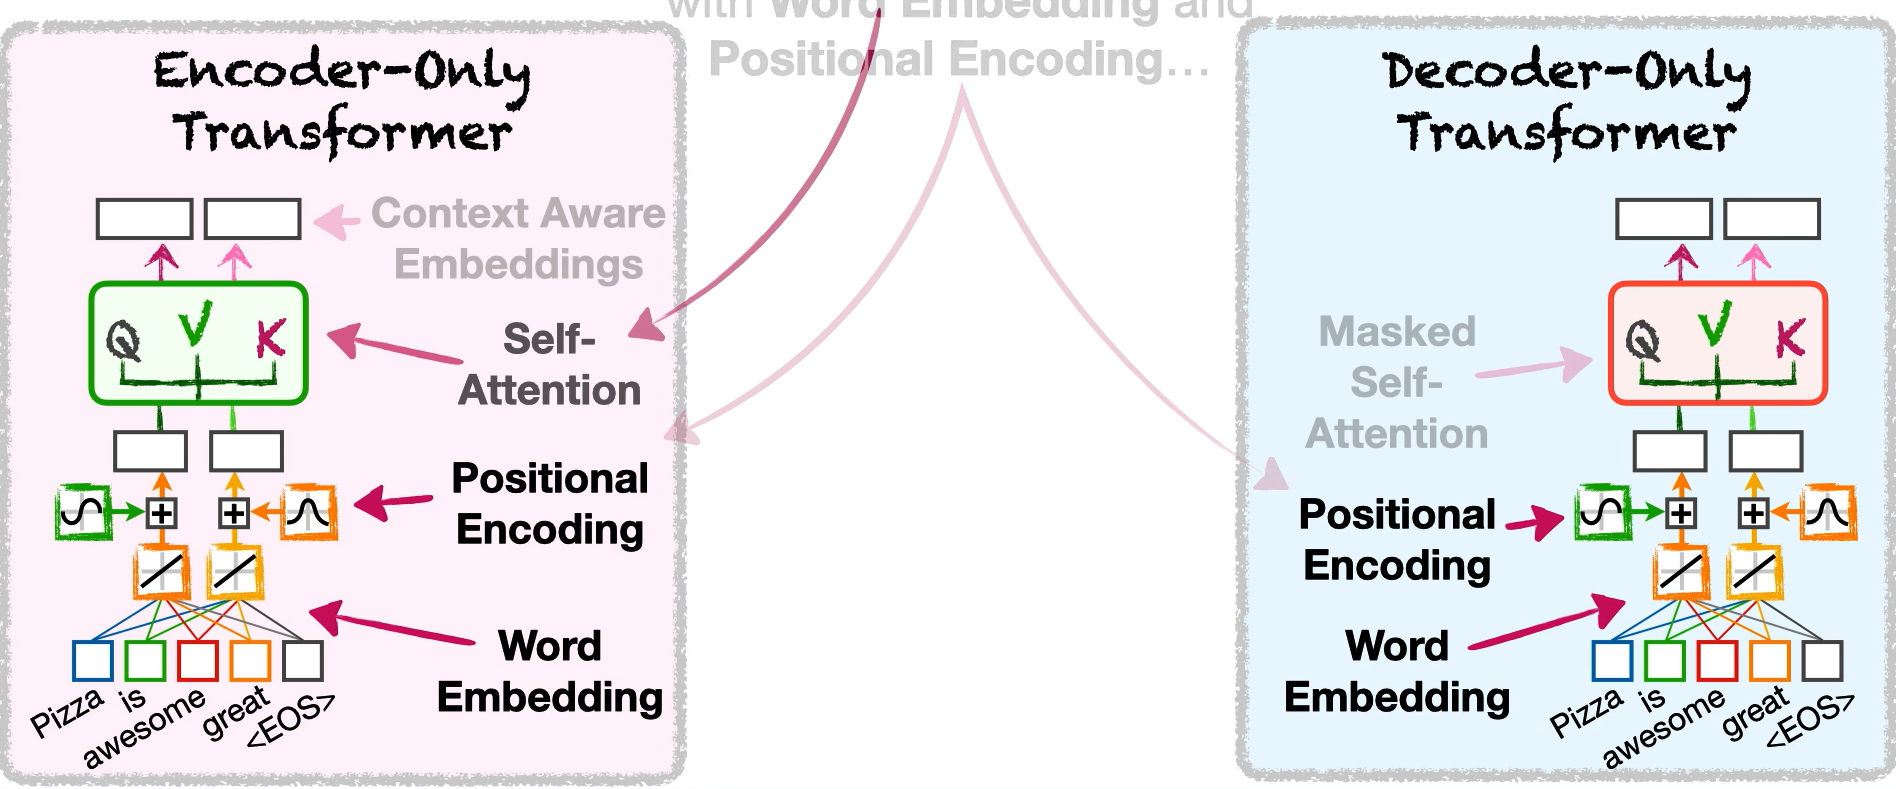 with Word Embedding and
Positional Encoding...
Encoder-Only
Transformer
Context Aware
Embeddings
Q V K
Self-
Attention
Positional
Encoding
+ +
Word
Embedding
Pizza is awesome great <EOS>
Decoder-Only
Transformer
Masked
Self-
Attention
Q V K
Positional
Encoding
+ +
Word
Embedding
Pizza is awesome great <EOS>